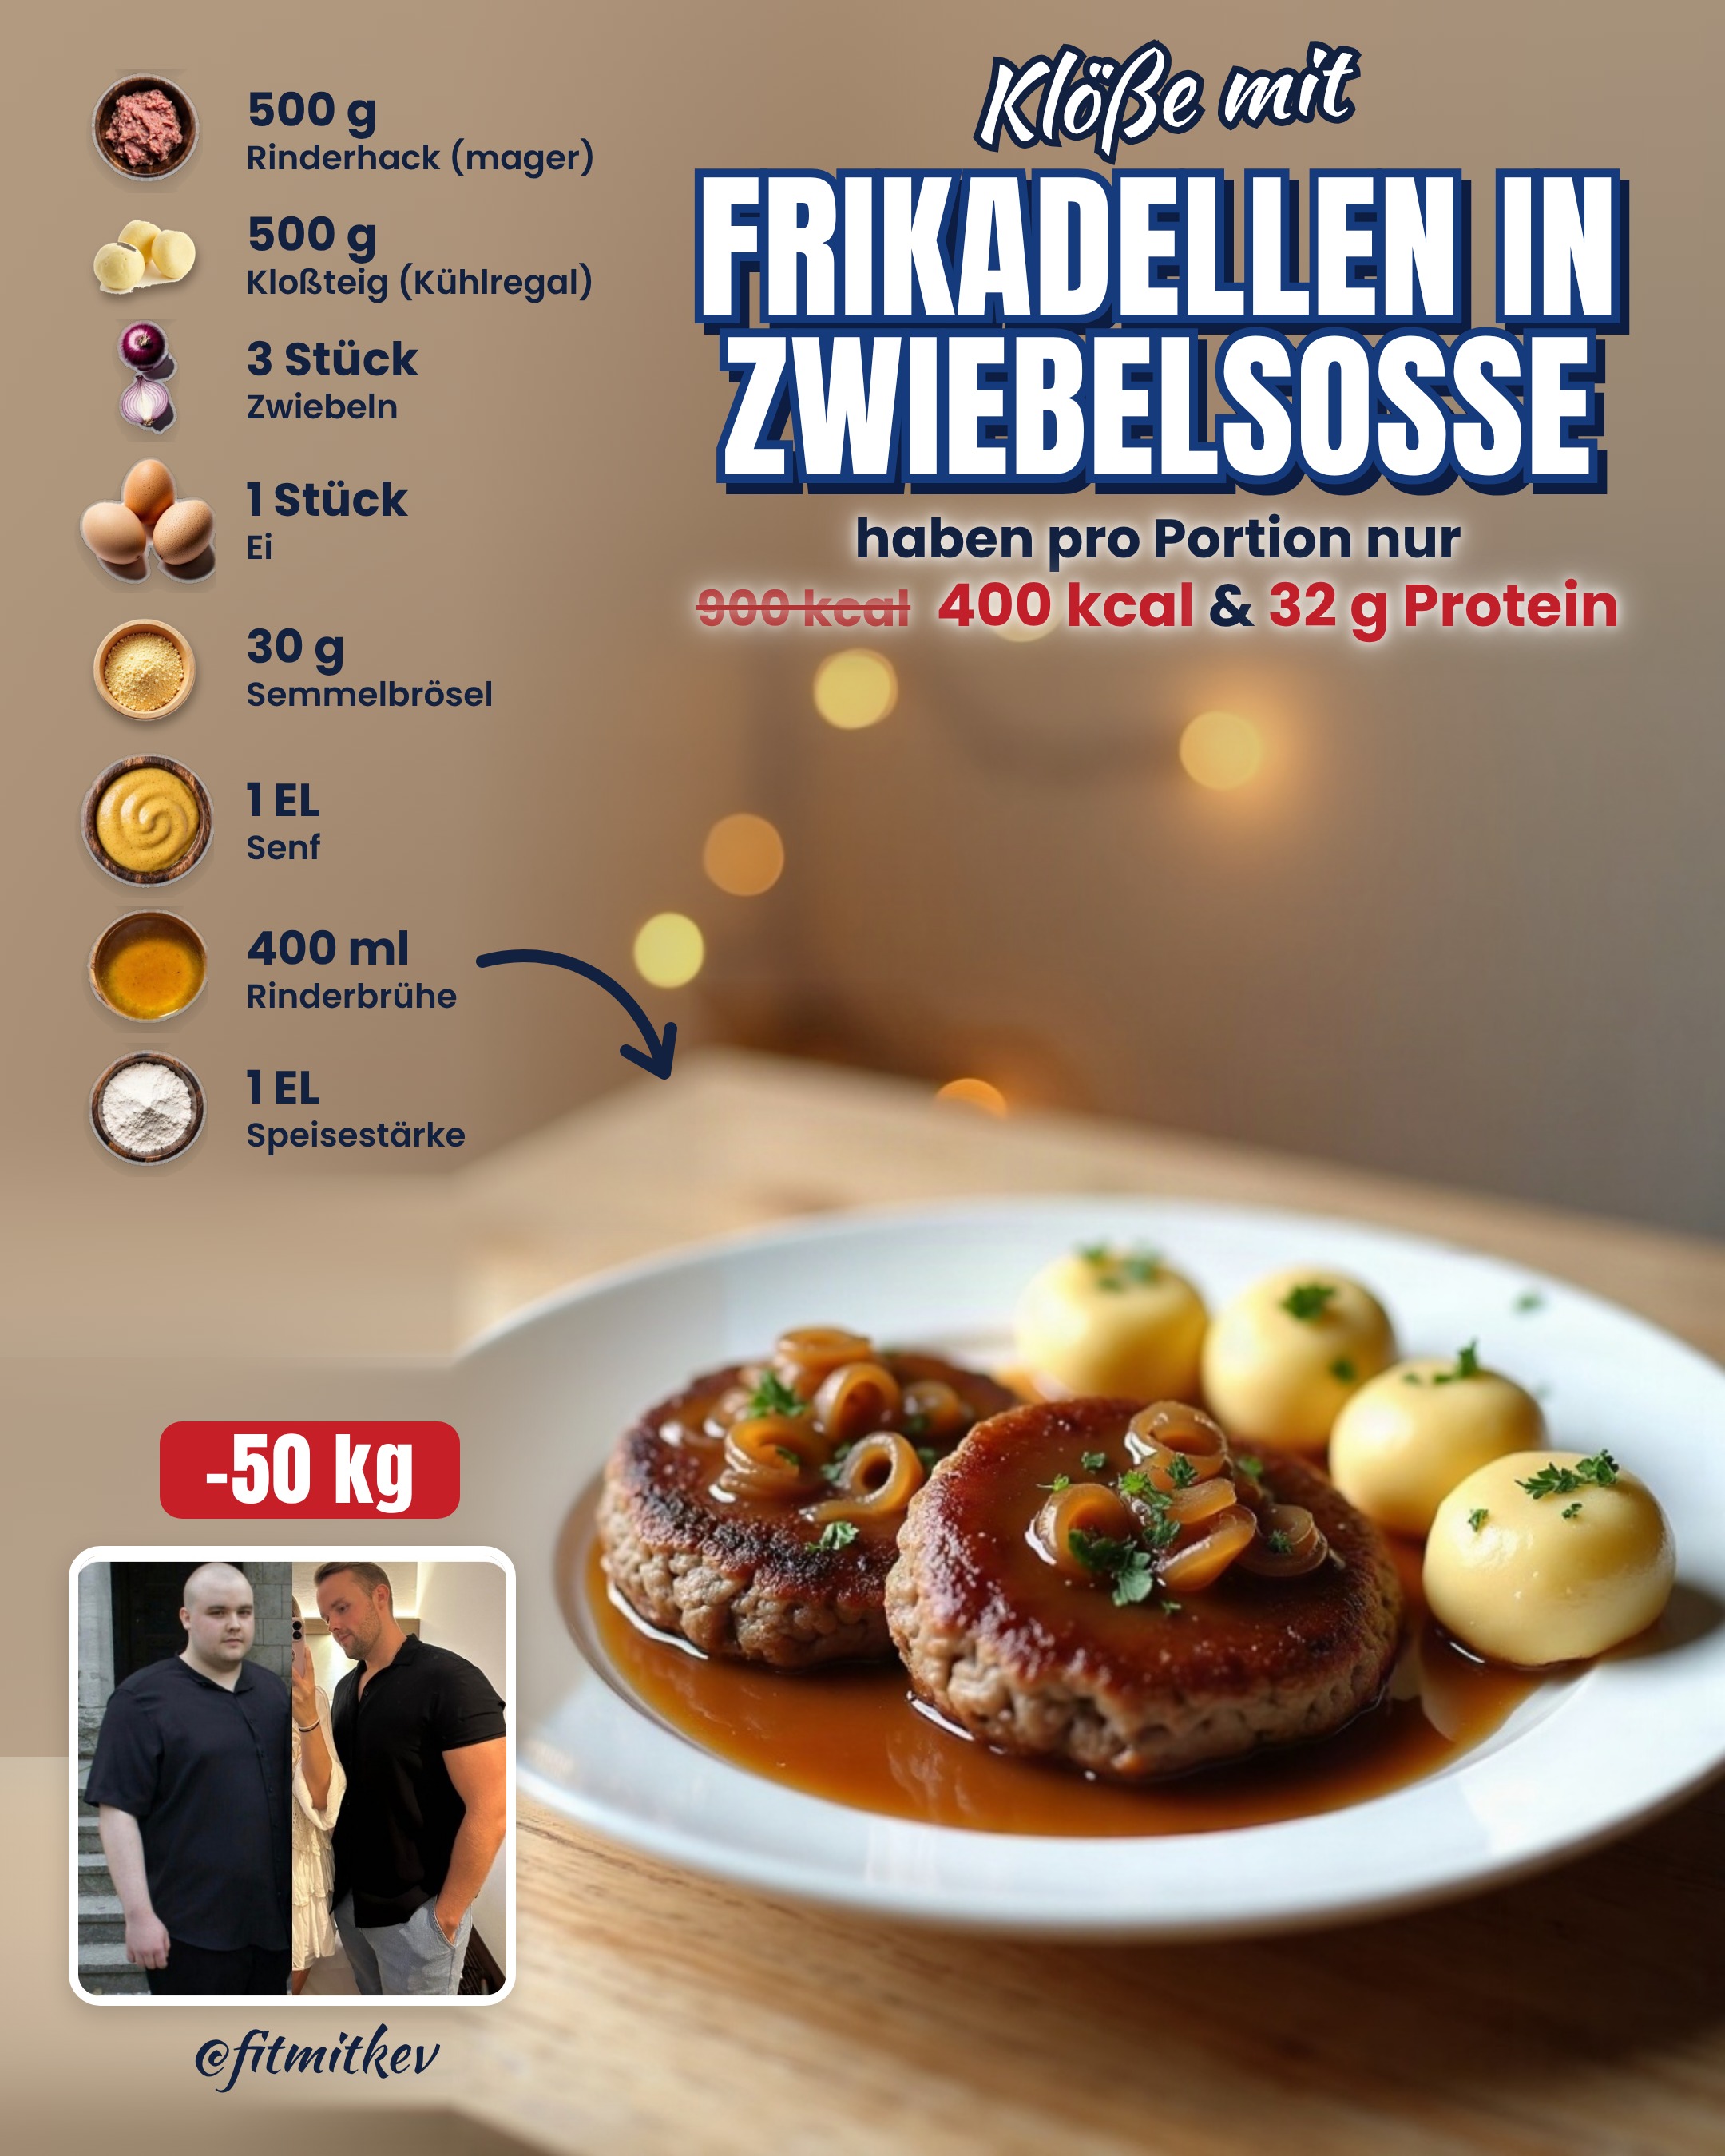 Klöße mit
FRIKADELLEN IN
ZWIEBELSOSSE
haben pro Portion nur
900 kcal 400 kcal & 32 g Protein
500 g
Rinderhack (mager)
500 g
Kloßteig (Kühlregal)
3 Stück
Zwiebeln
1 Stück
Ei
30 g
Semmelbrösel
1 EL
Senf
400 ml
Rinderbrühe
1 EL
Speisestärke
-50 kg
@fitmitkev